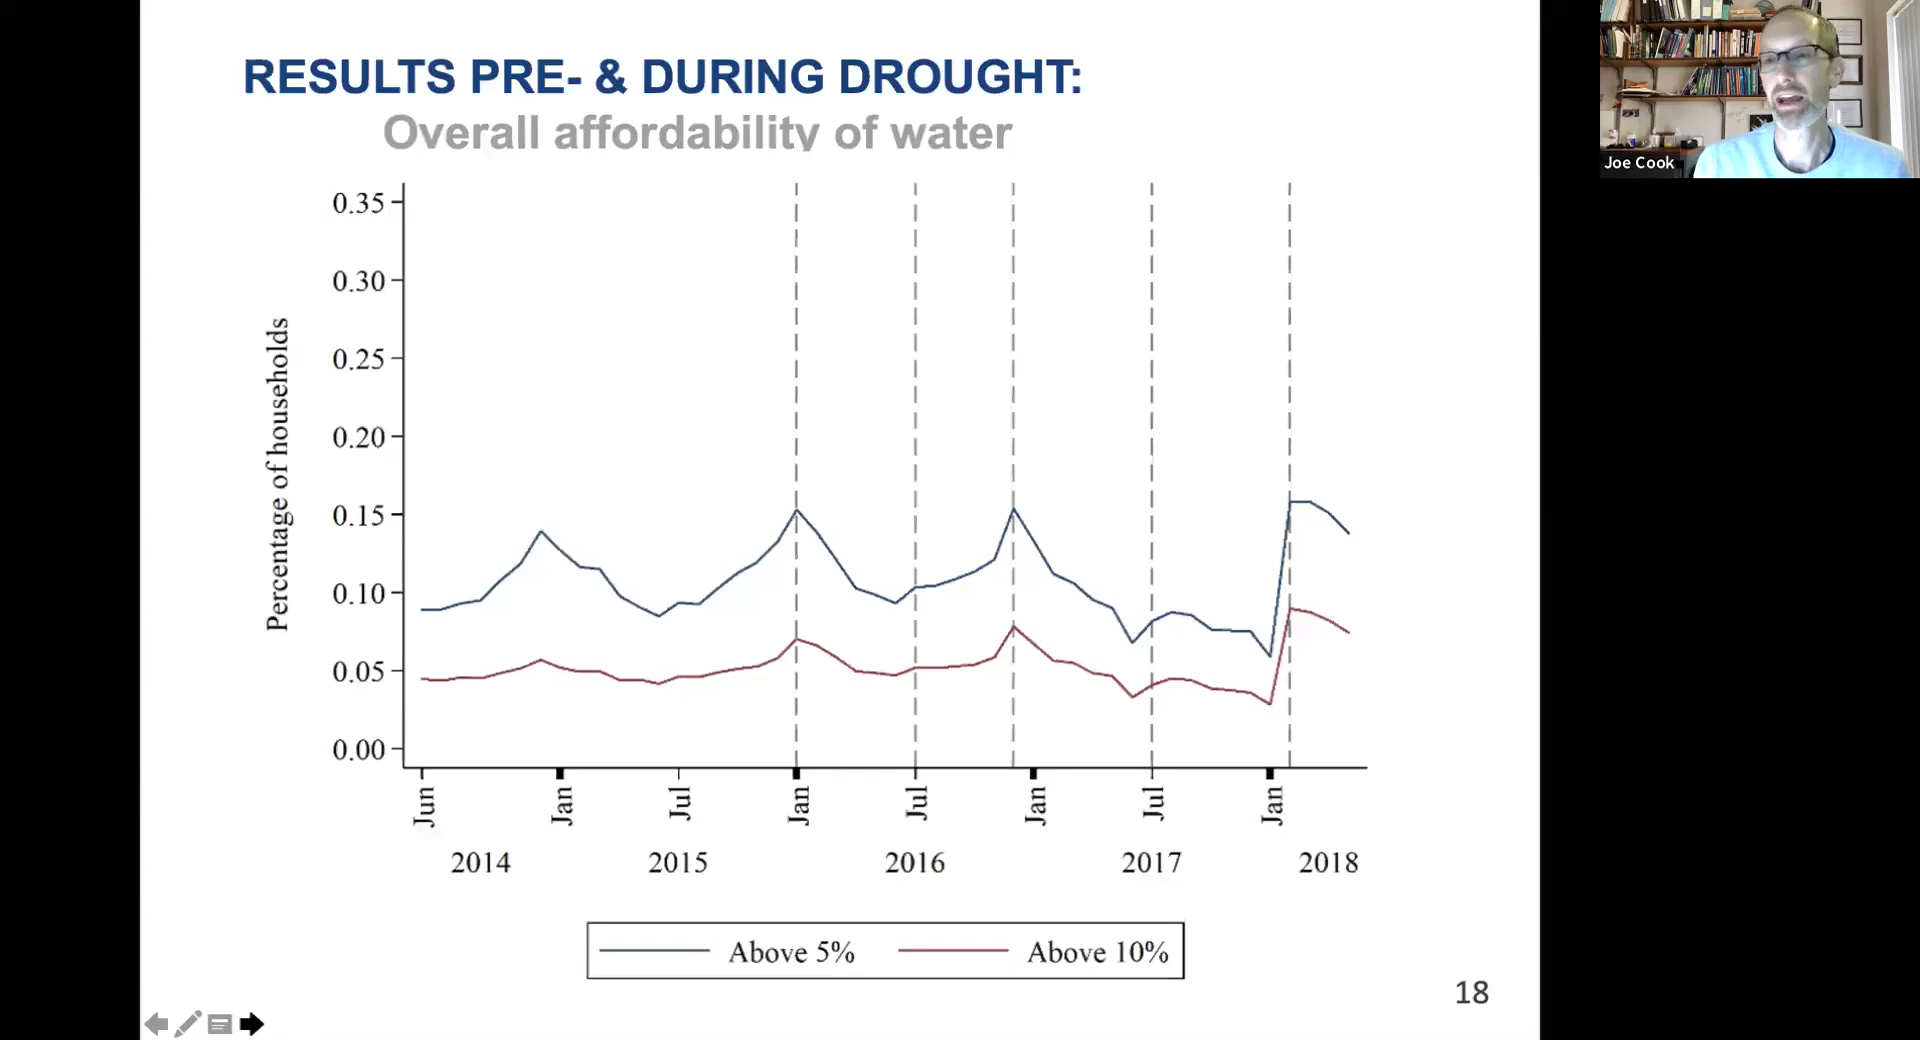 RESULTS PRE- & DURING DROUGHT:
Overall affordability of water
Joe Cook
Percentage of households
0.35
0.30
0.25
0.20
0.15
0.10
0.05
0.00
Jun Jan Jul Jan Jul Jan Jul Jan
2014 2015 2016 2017 2018
Above 5% Above 10%
18